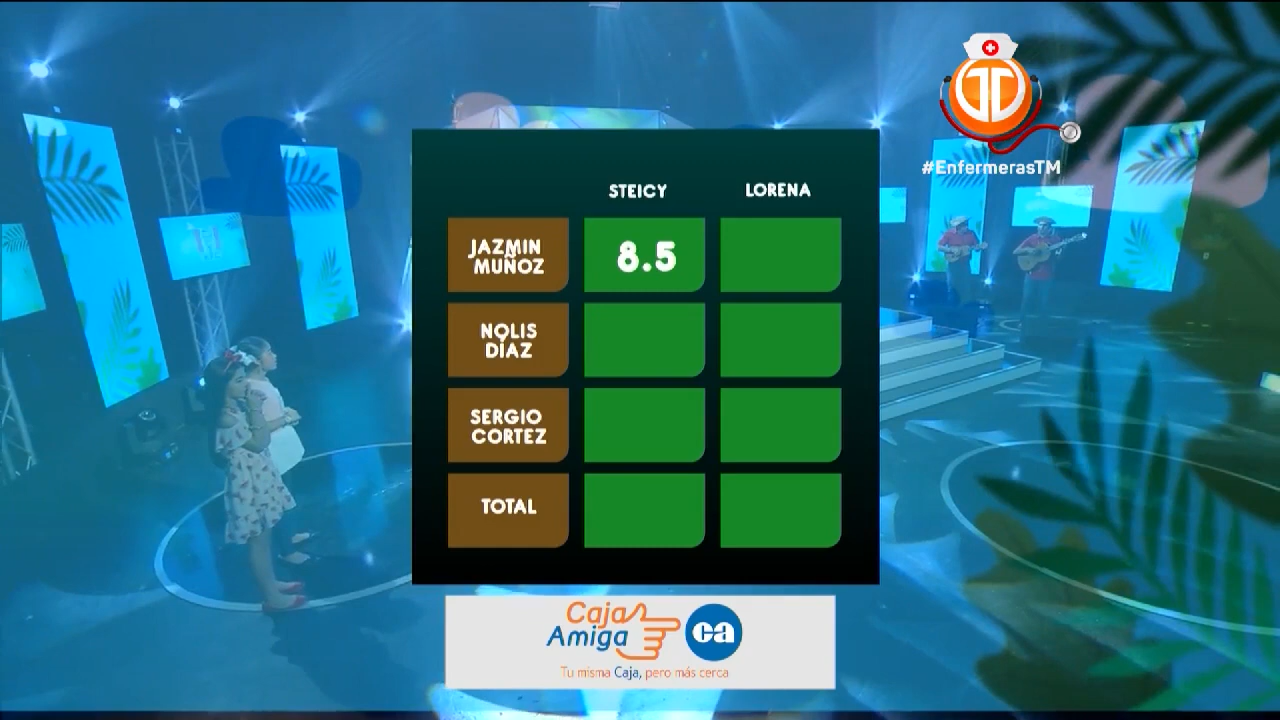 #EnfermerasTM
STEICY LORENA
JAZMIN
MUÑOZ
8.5
NOLIS
DÍAZ
SERGIO
CORTEZ
TOTAL
Caja
Amiga
ca
Tu misma Caja, pero más cerca